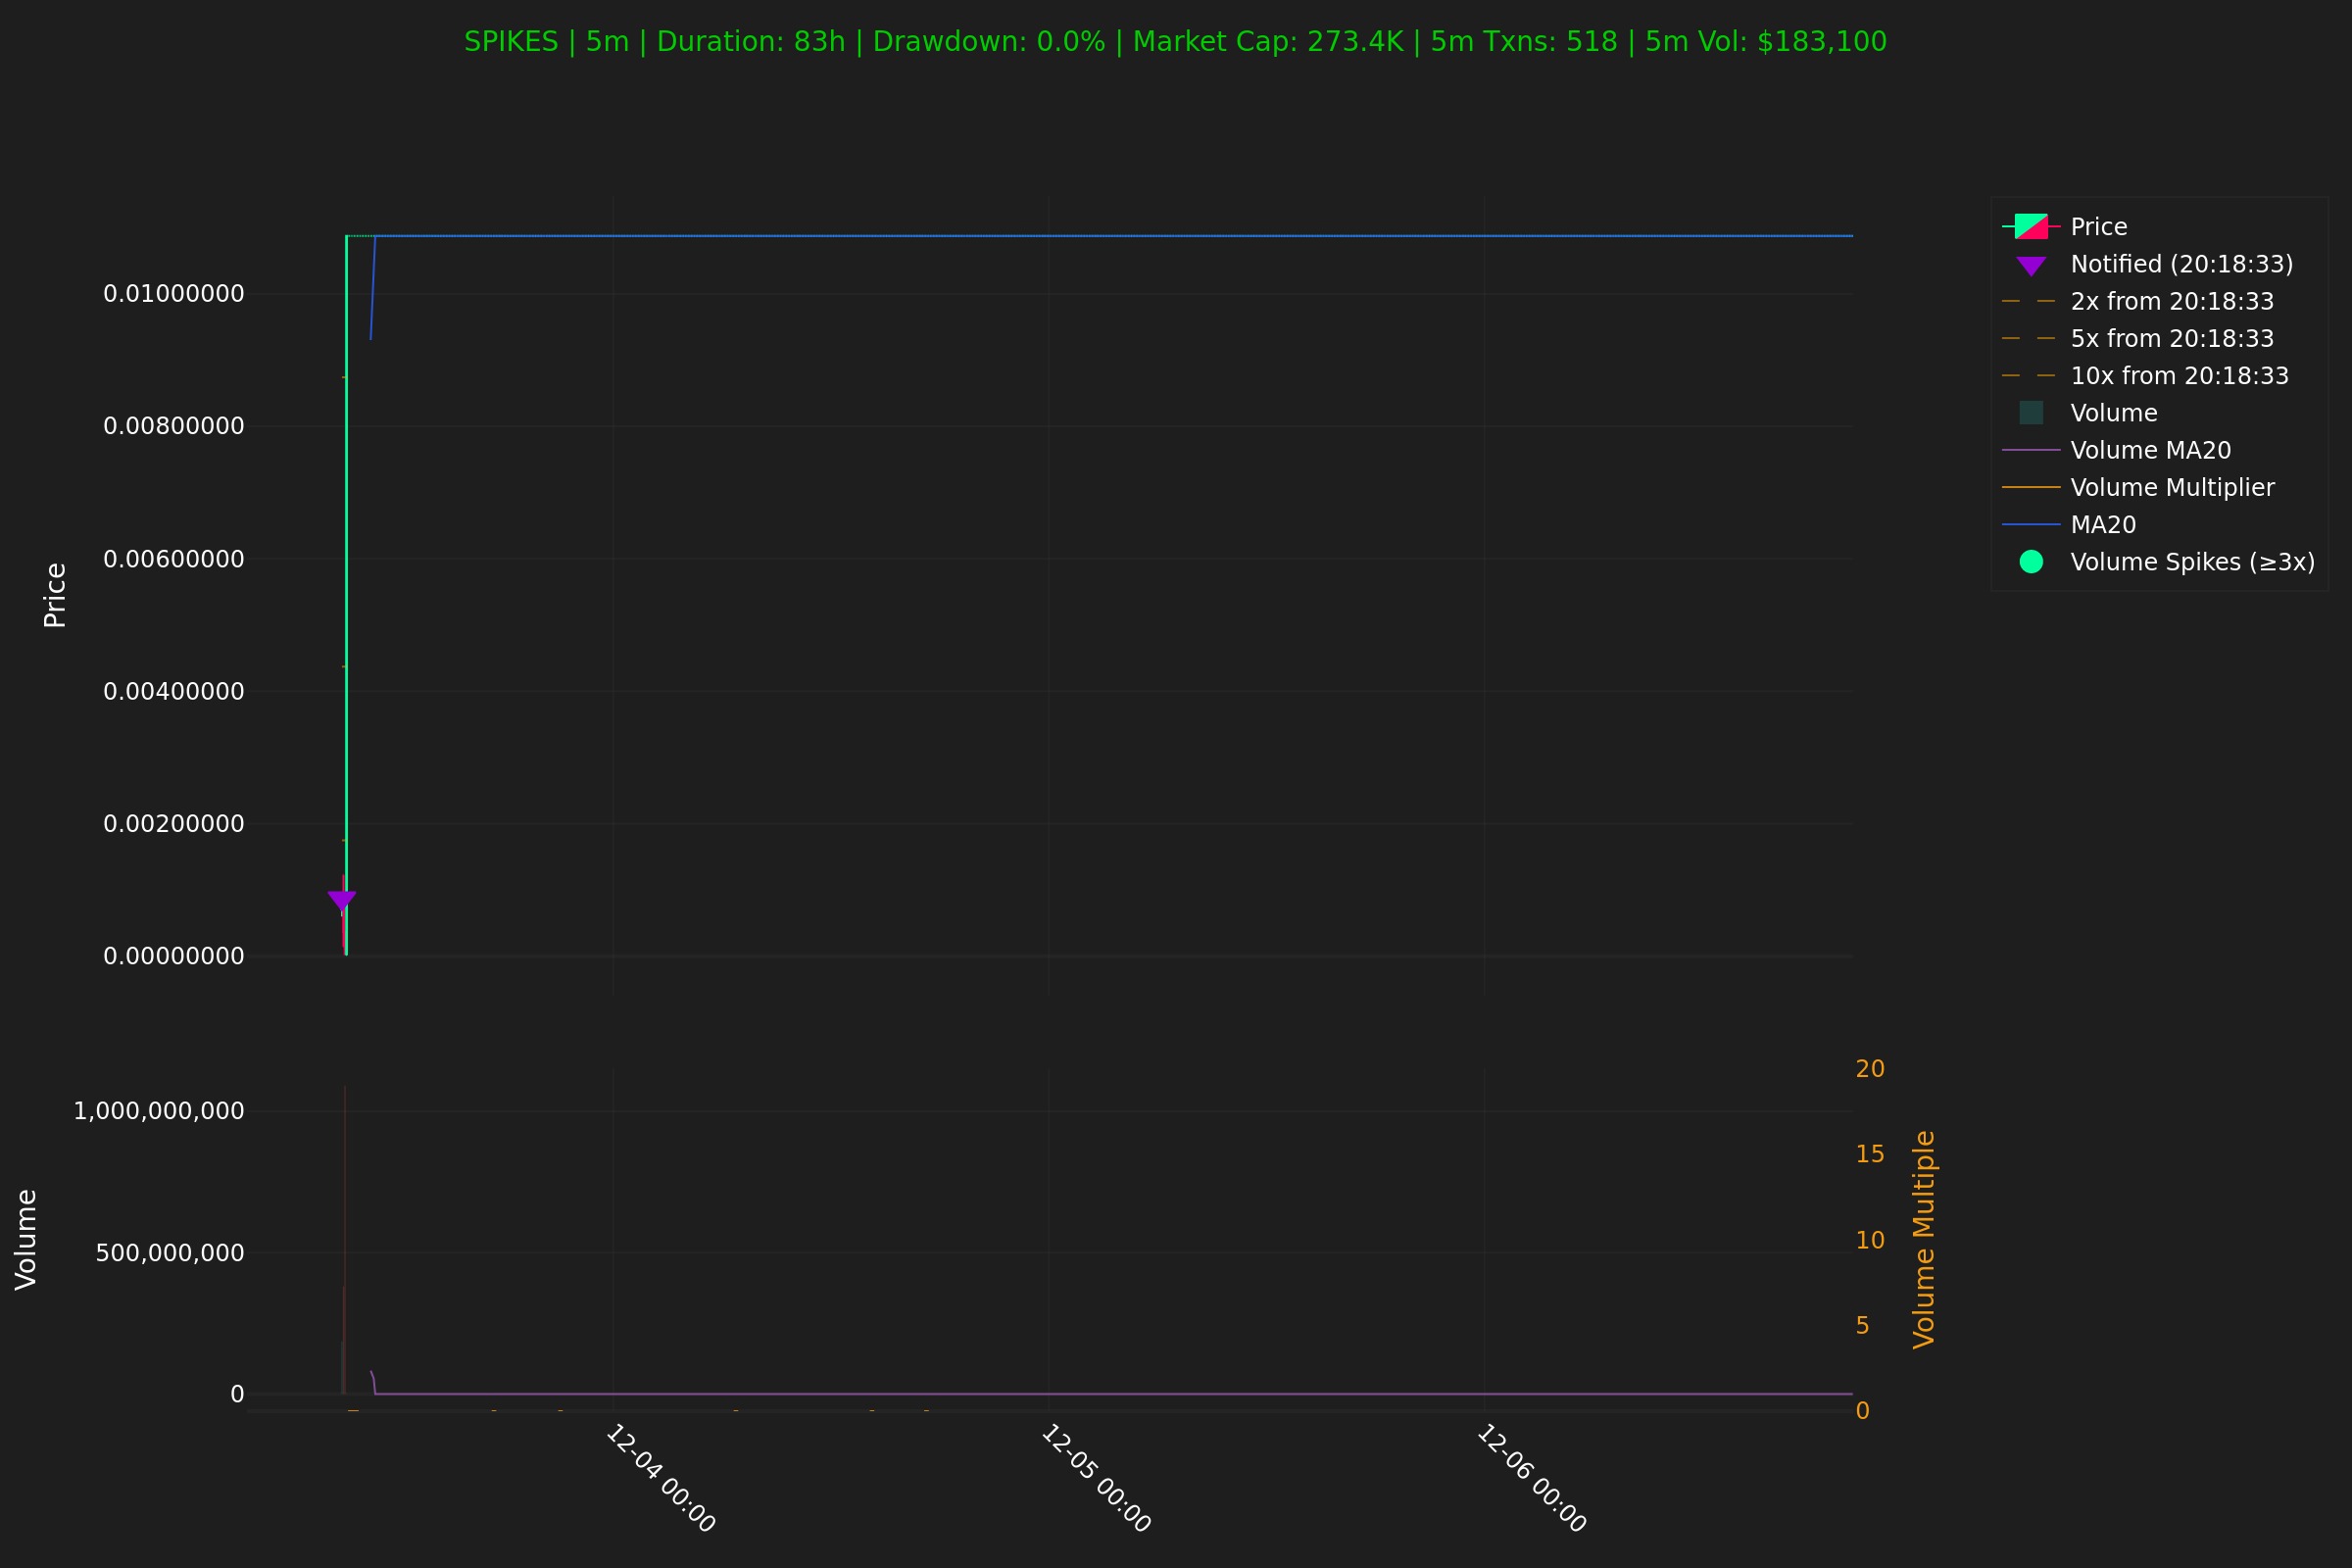 SPIKES | 5m | Duration: 83h | Drawdown: 0.0% | Market Cap: 273.4K | 5m Txns: 518 | 5m Vol: $183,100
Price
0.01000000
0.00800000
0.00600000
0.00400000
0.00200000
0.00000000
Price
Notified (20:18:33)
2x from 20:18:33
5x from 20:18:33
10x from 20:18:33
Volume
Volume MA20
Volume Multiplier
MA20
Volume Spikes (≥3x)
Volume
1,000,000,000
500,000,000
0
20
15
10
5
0
Volume Multiple
12-04 00:00
12-05 00:00
12-06 00:00